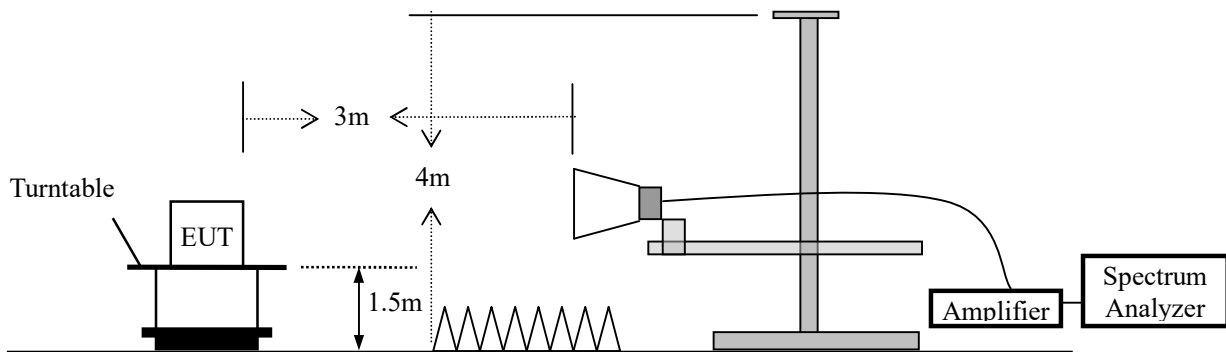 3m
4m
Turntable
EUT
1.5m
Amplifier
Spectrum
Analyzer